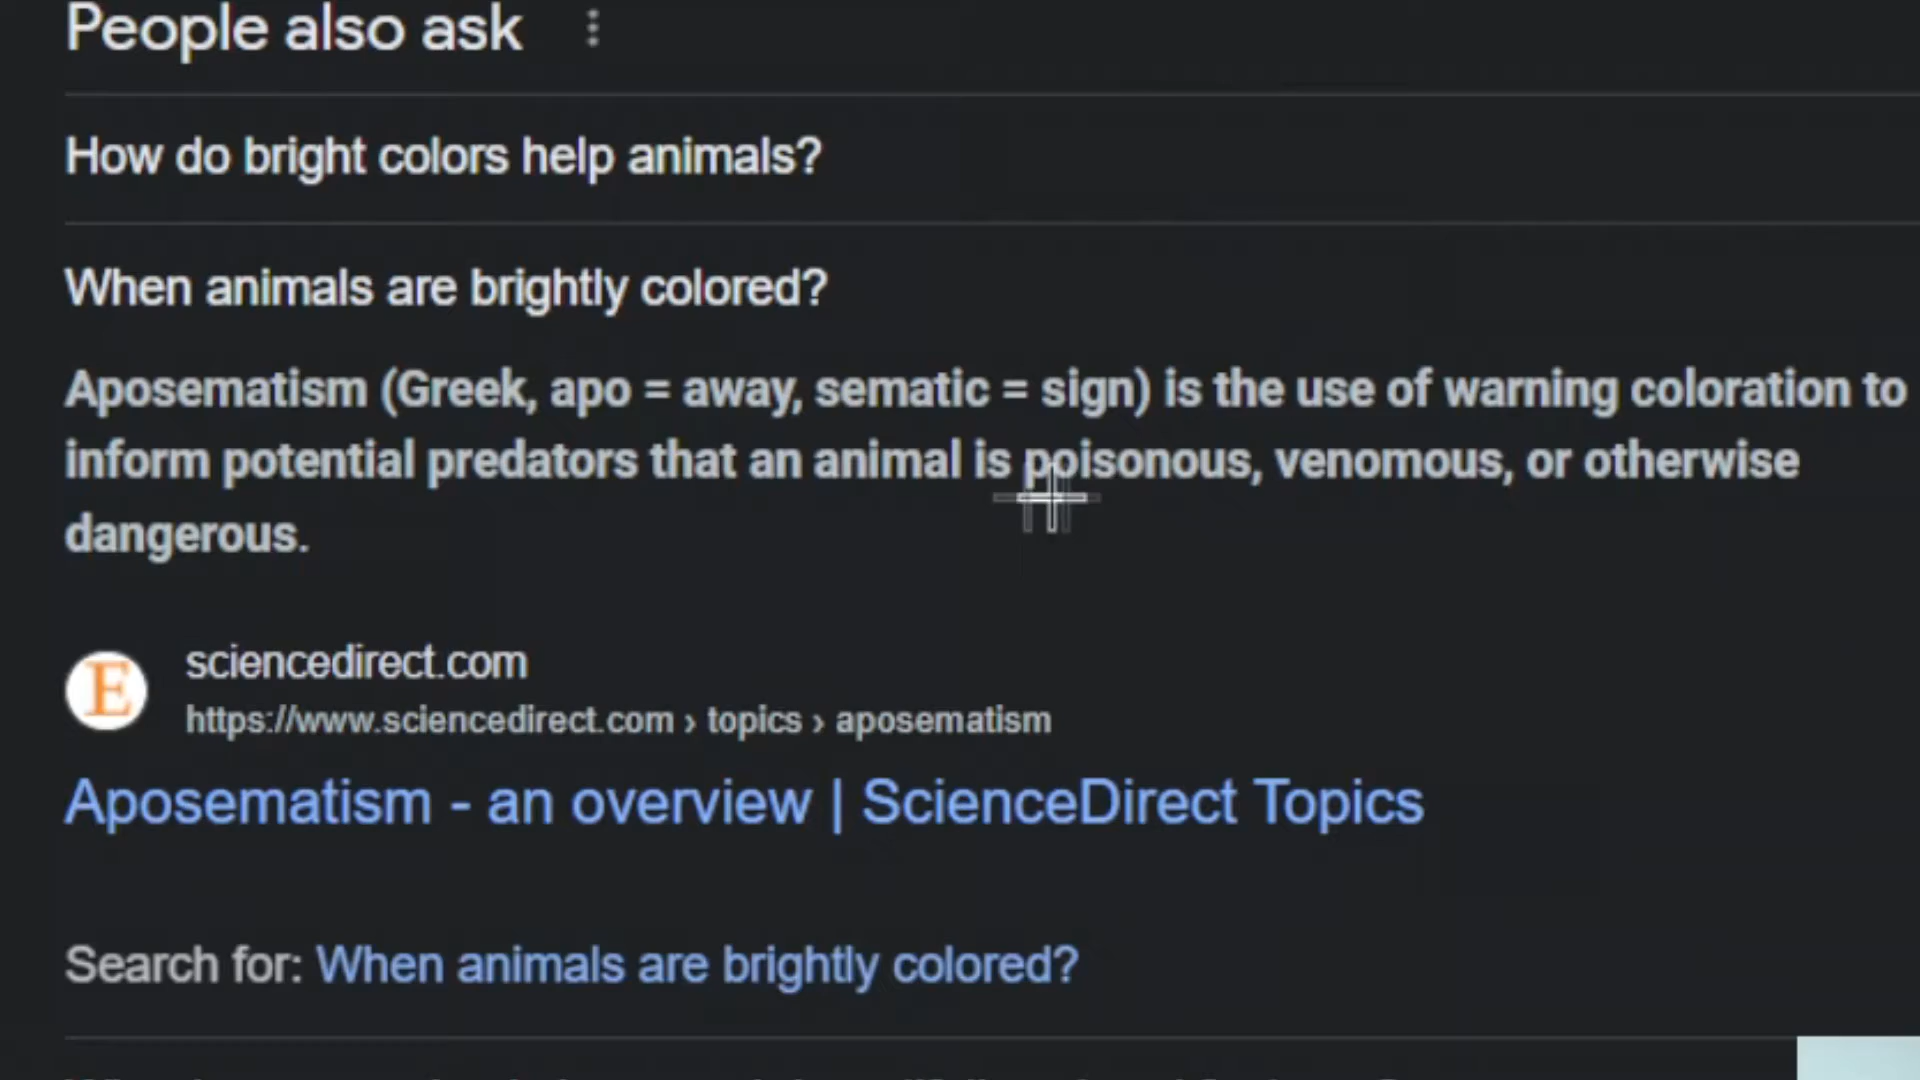 People also ask
How do bright colors help animals?
When animals are brightly colored?
Aposematism (Greek, apo = away, sematic = sign) is the use of warning coloration to
inform potential predators that an animal is poisonous, venomous, or otherwise
dangerous.
E
sciencedirect.com
https://www.sciencedirect.com › topics › aposematism
Aposematism - an overview | ScienceDirect Topics
Search for: When animals are brightly colored?